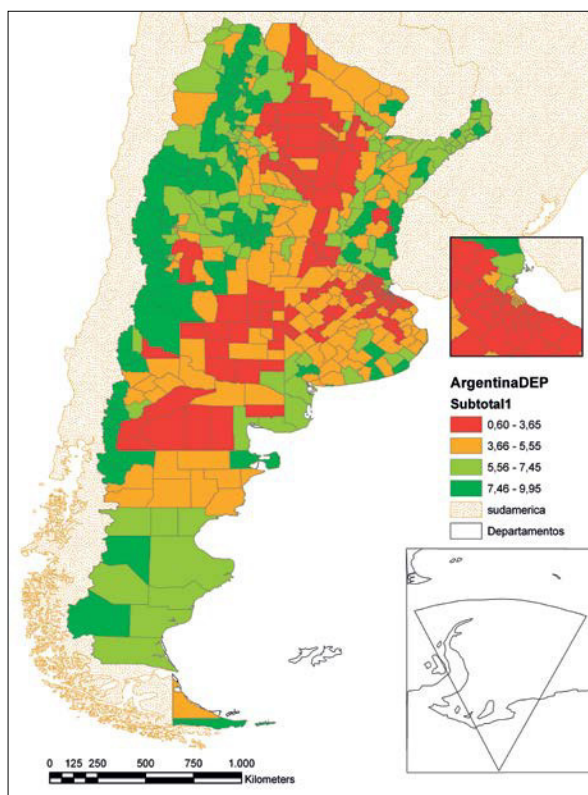 ArgentinaDEP
Subtotal1
0,60 - 3,65
3,66 - 5,55
5,56 - 7,45
7,46 - 9,95
sudamerica
Departamentos
0 125 250 500 750 1.000
Kilometers